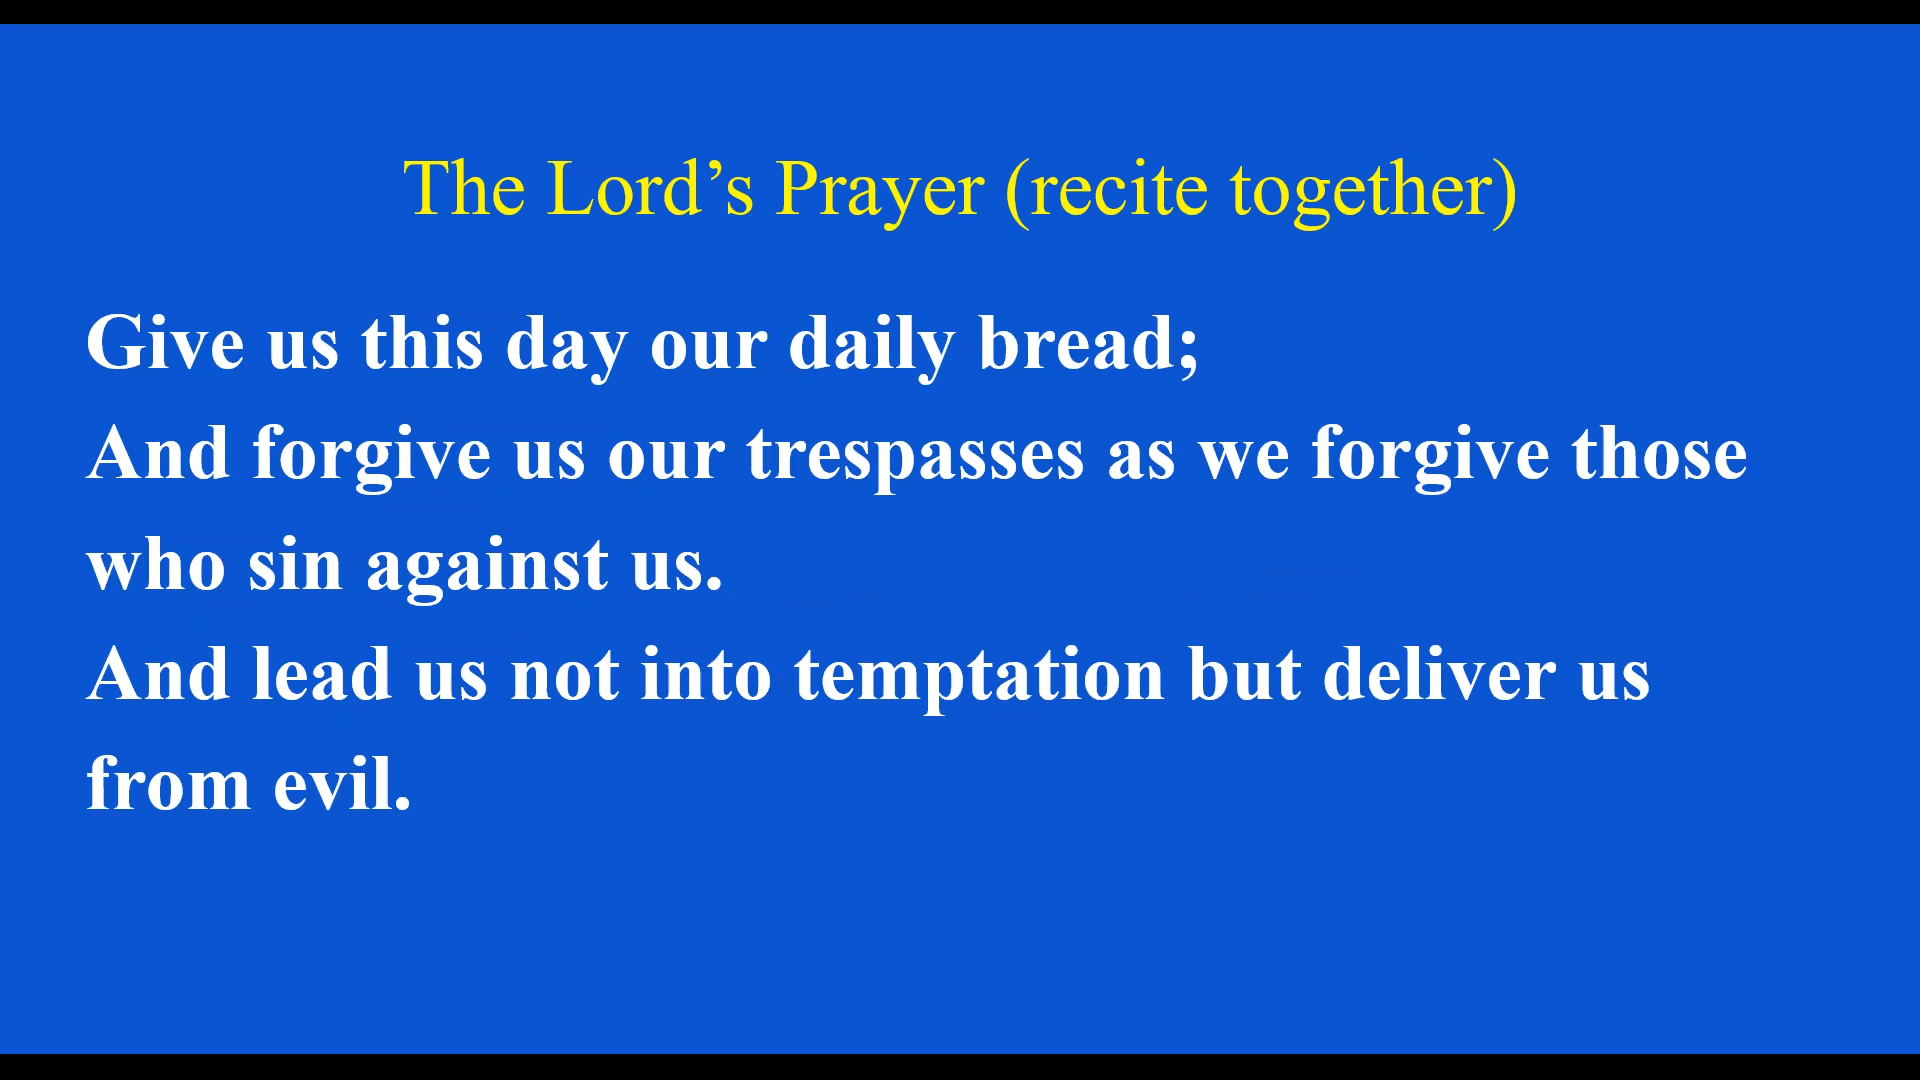 The Lord’s Prayer (recite together)
Give us this day our daily bread;
And forgive us our trespasses as we forgive those
who sin against us.
And lead us not into temptation but deliver us
from evil.